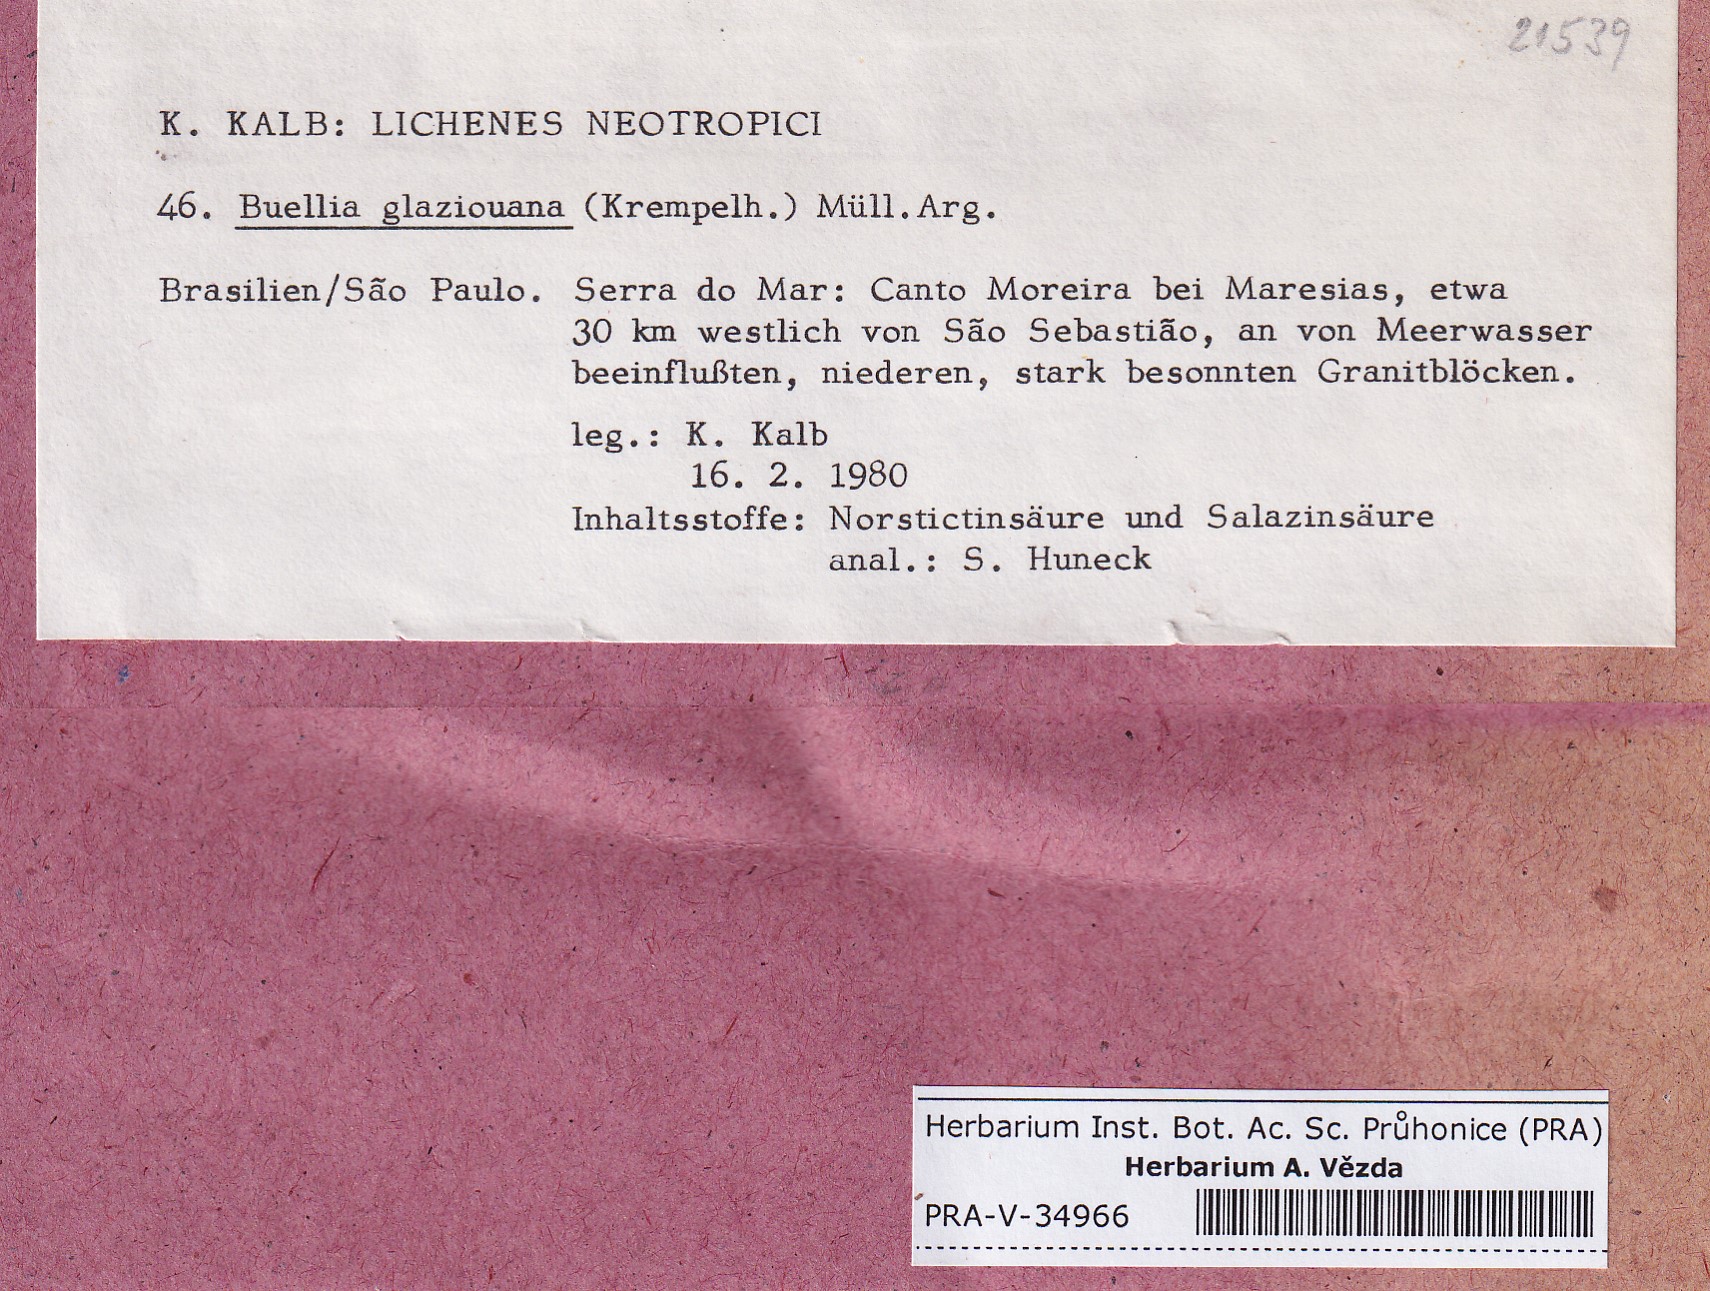 21539
K. KALB: LICHENES NEOTROPICI
46. Buellia glaziouana (Krempelh.) Müll.Arg.
Brasilien/São Paulo. Serra do Mar: Canto Moreira bei Maresias, etwa
30 km westlich von São Sebastião, an von Meerwasser
beeinflußten, niederen, stark besonnten Granitblöcken.
leg.: K. Kalb
16. 2. 1980
Inhaltsstoffe: Norstictinsäure und Salazinsäure
anal.: S. Huneck
Herbarium Inst. Bot. Ac. Sc. Průhonice (PRA)
Herbarium A. Vězda
PRA-V-34966